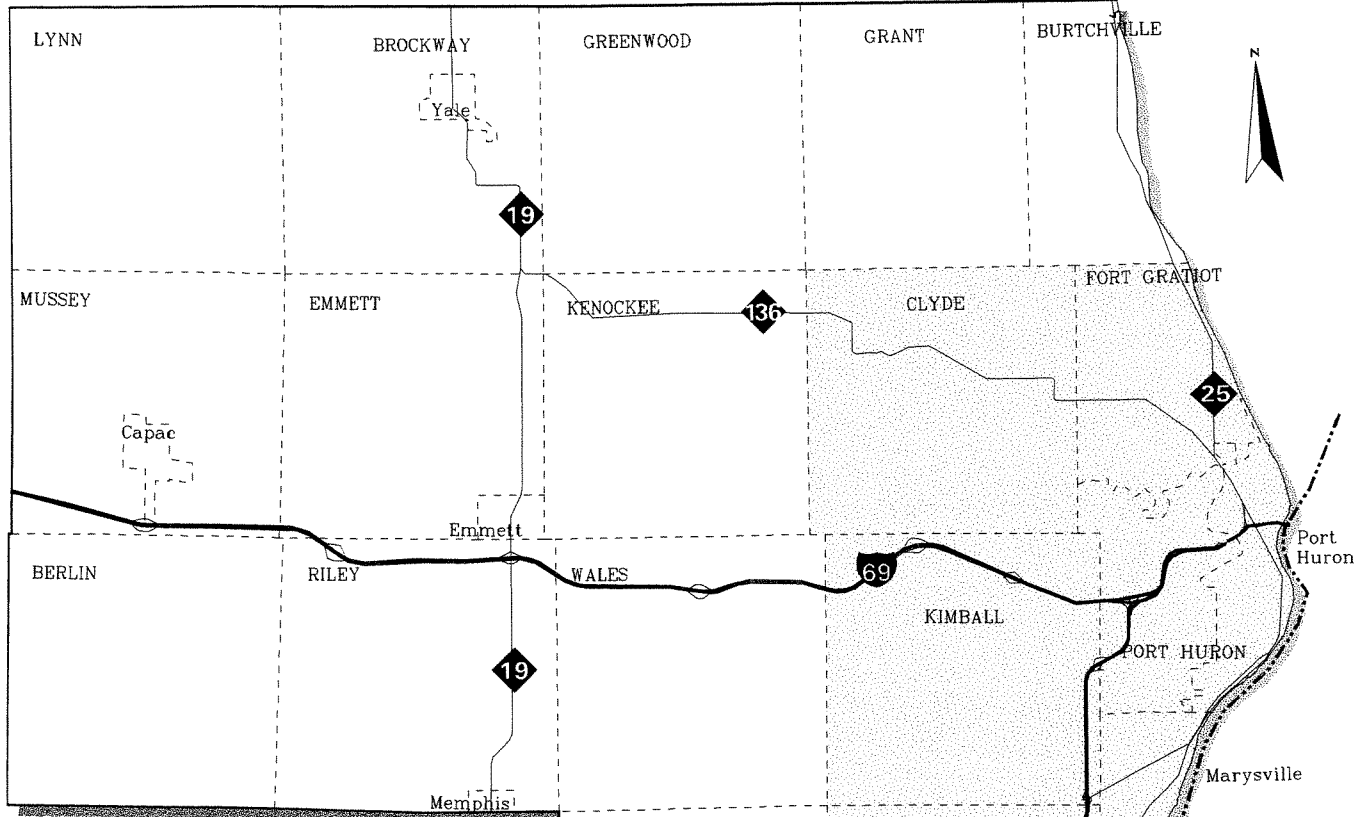 LYNN
BROCKWAY
GREENWOOD
GRANT
BURTCHVILLE
N
Yale
19
MUSSEY
EMMETT
KENOCKEE
136
CLYDE
FORT GRATIOT
25
Capac
Emmett
Port
Huron
BERLIN
RILEY
WALES
69
KIMBALL
PORT HURON
19
Marysville
Memphis